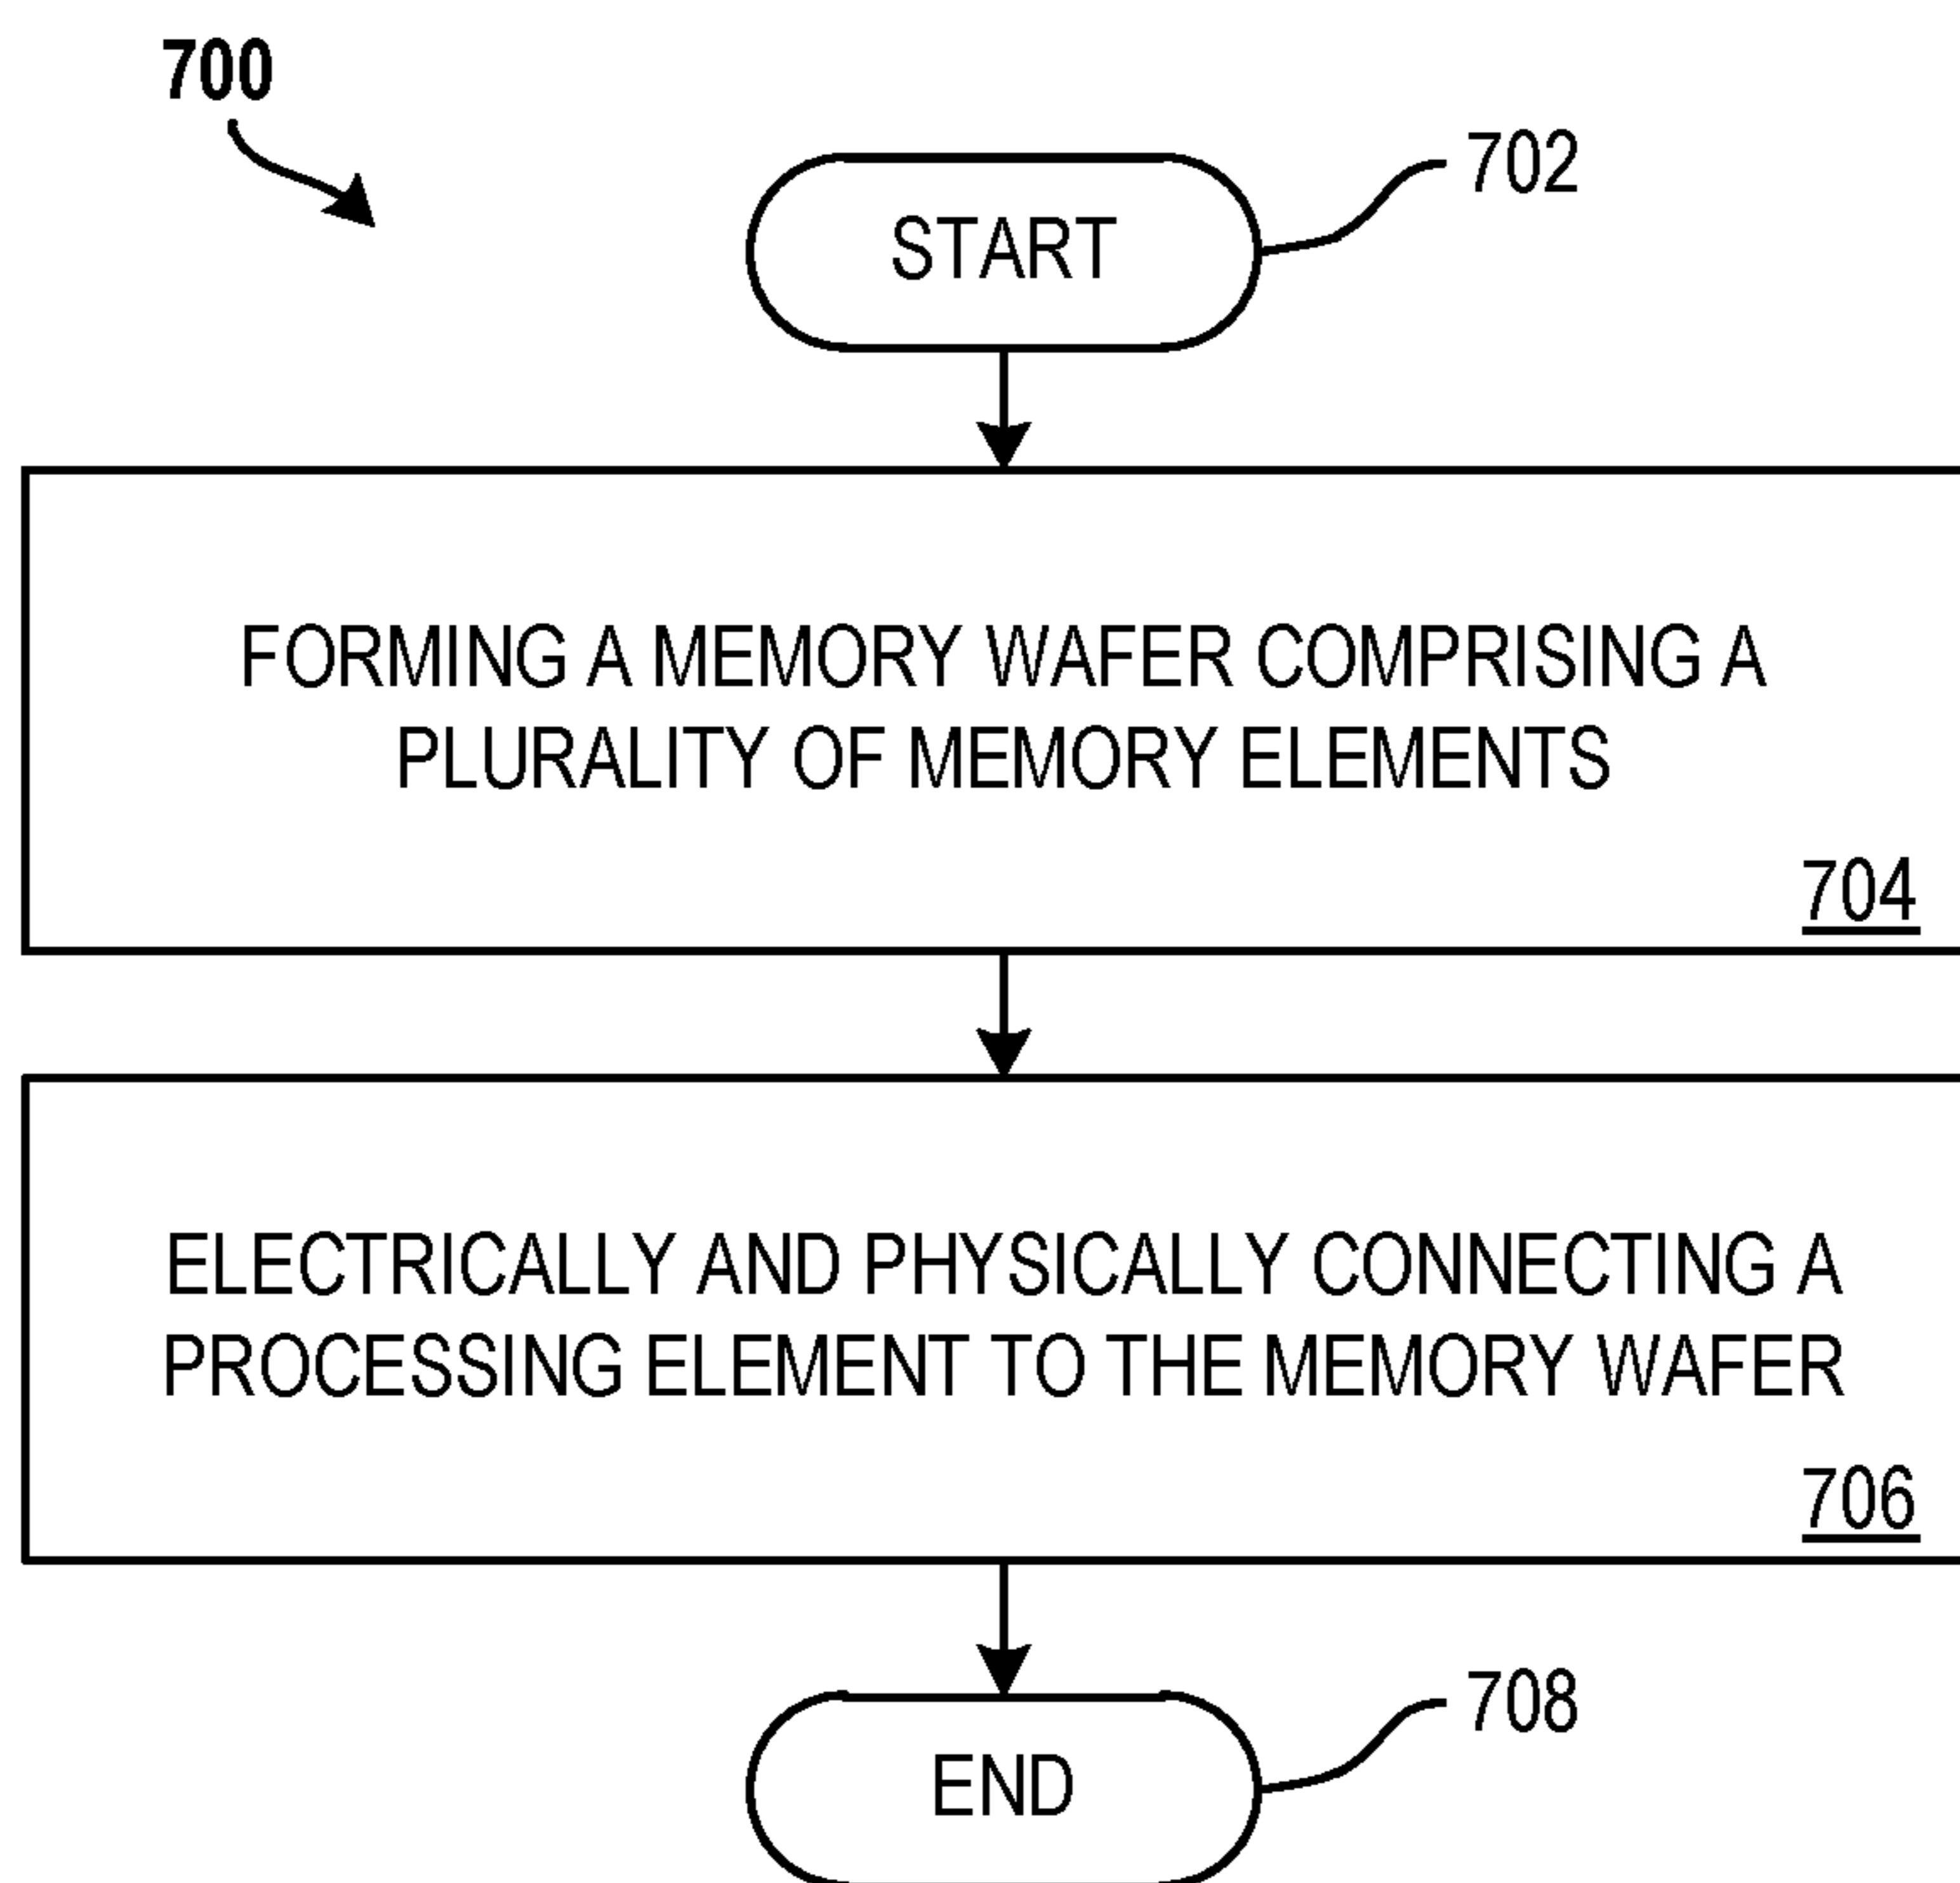 700
702
START
FORMING A MEMORY WAFER COMPRISING A
PLURALITY OF MEMORY ELEMENTS
704
ELECTRICALLY AND PHYSICALLY CONNECTING A
PROCESSING ELEMENT TO THE MEMORY WAFER
706
708
END